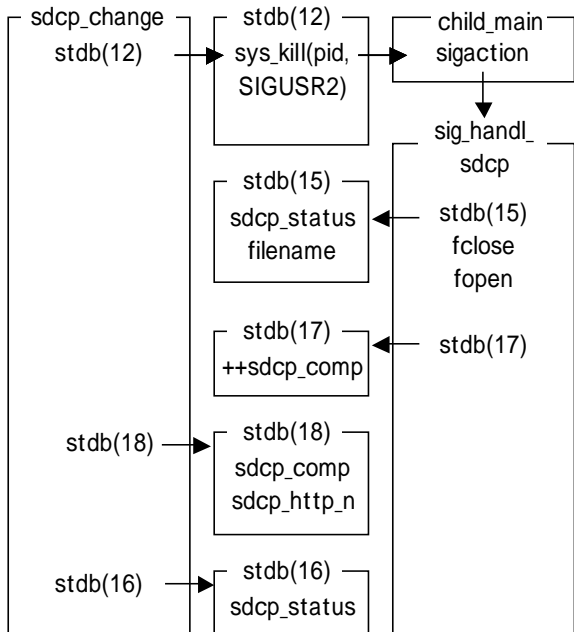 sdcp_change
stdb(12)
stdb(12)
sys_kill(pid,
SIGUSR2)
child_main
sigaction
sig_handl_
sdcp
stdb(15)
sdcp_status
filename
stdb(15)
fclose
fopen
stdb(17)
++sdcp_comp
stdb(17)
stdb(18)
stdb(18)
sdcp_comp
sdcp_http_n
stdb(16)
stdb(16)
sdcp_status